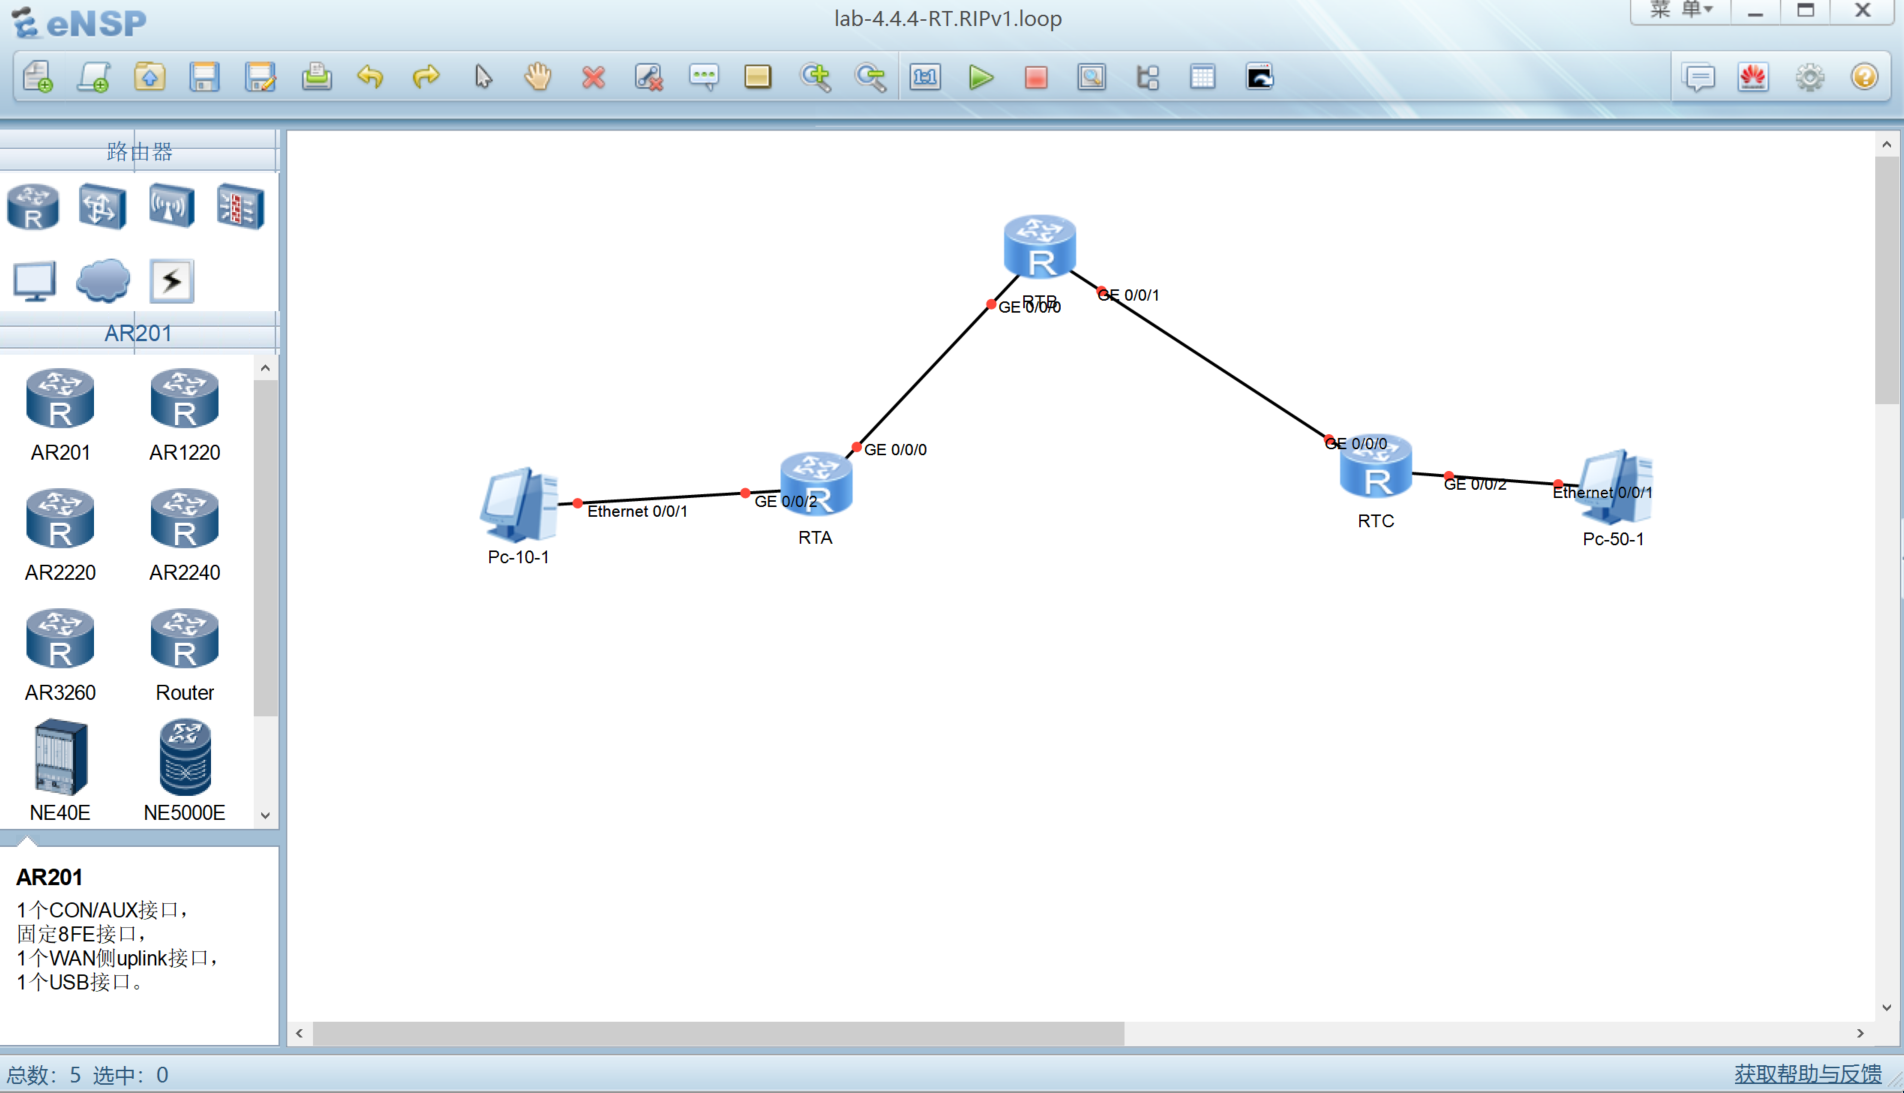 eNSP
lab-4.4.4-RT.RIPv1.loop
菜 单
1:1
HUAWEI
路由器
R
AR201
R
R
AR201
AR1220
R
R
AR2220
AR2240
R
R
AR3260
Router
NE40E
NE5000E
AR201
1个CON/AUX接口，
固定8FE接口，
1个WAN侧uplink接口，
1个USB接口。
R
RTB
GE 0/0/0
GE 0/0/1
GE 0/0/0
GE 0/0/0
R
R
GE 0/0/2
GE 0/0/2
Ethernet 0/0/1
Ethernet 0/0/1
RTA
RTC
Pc-10-1
Pc-50-1
总数：5 选中：0
获取帮助与反馈